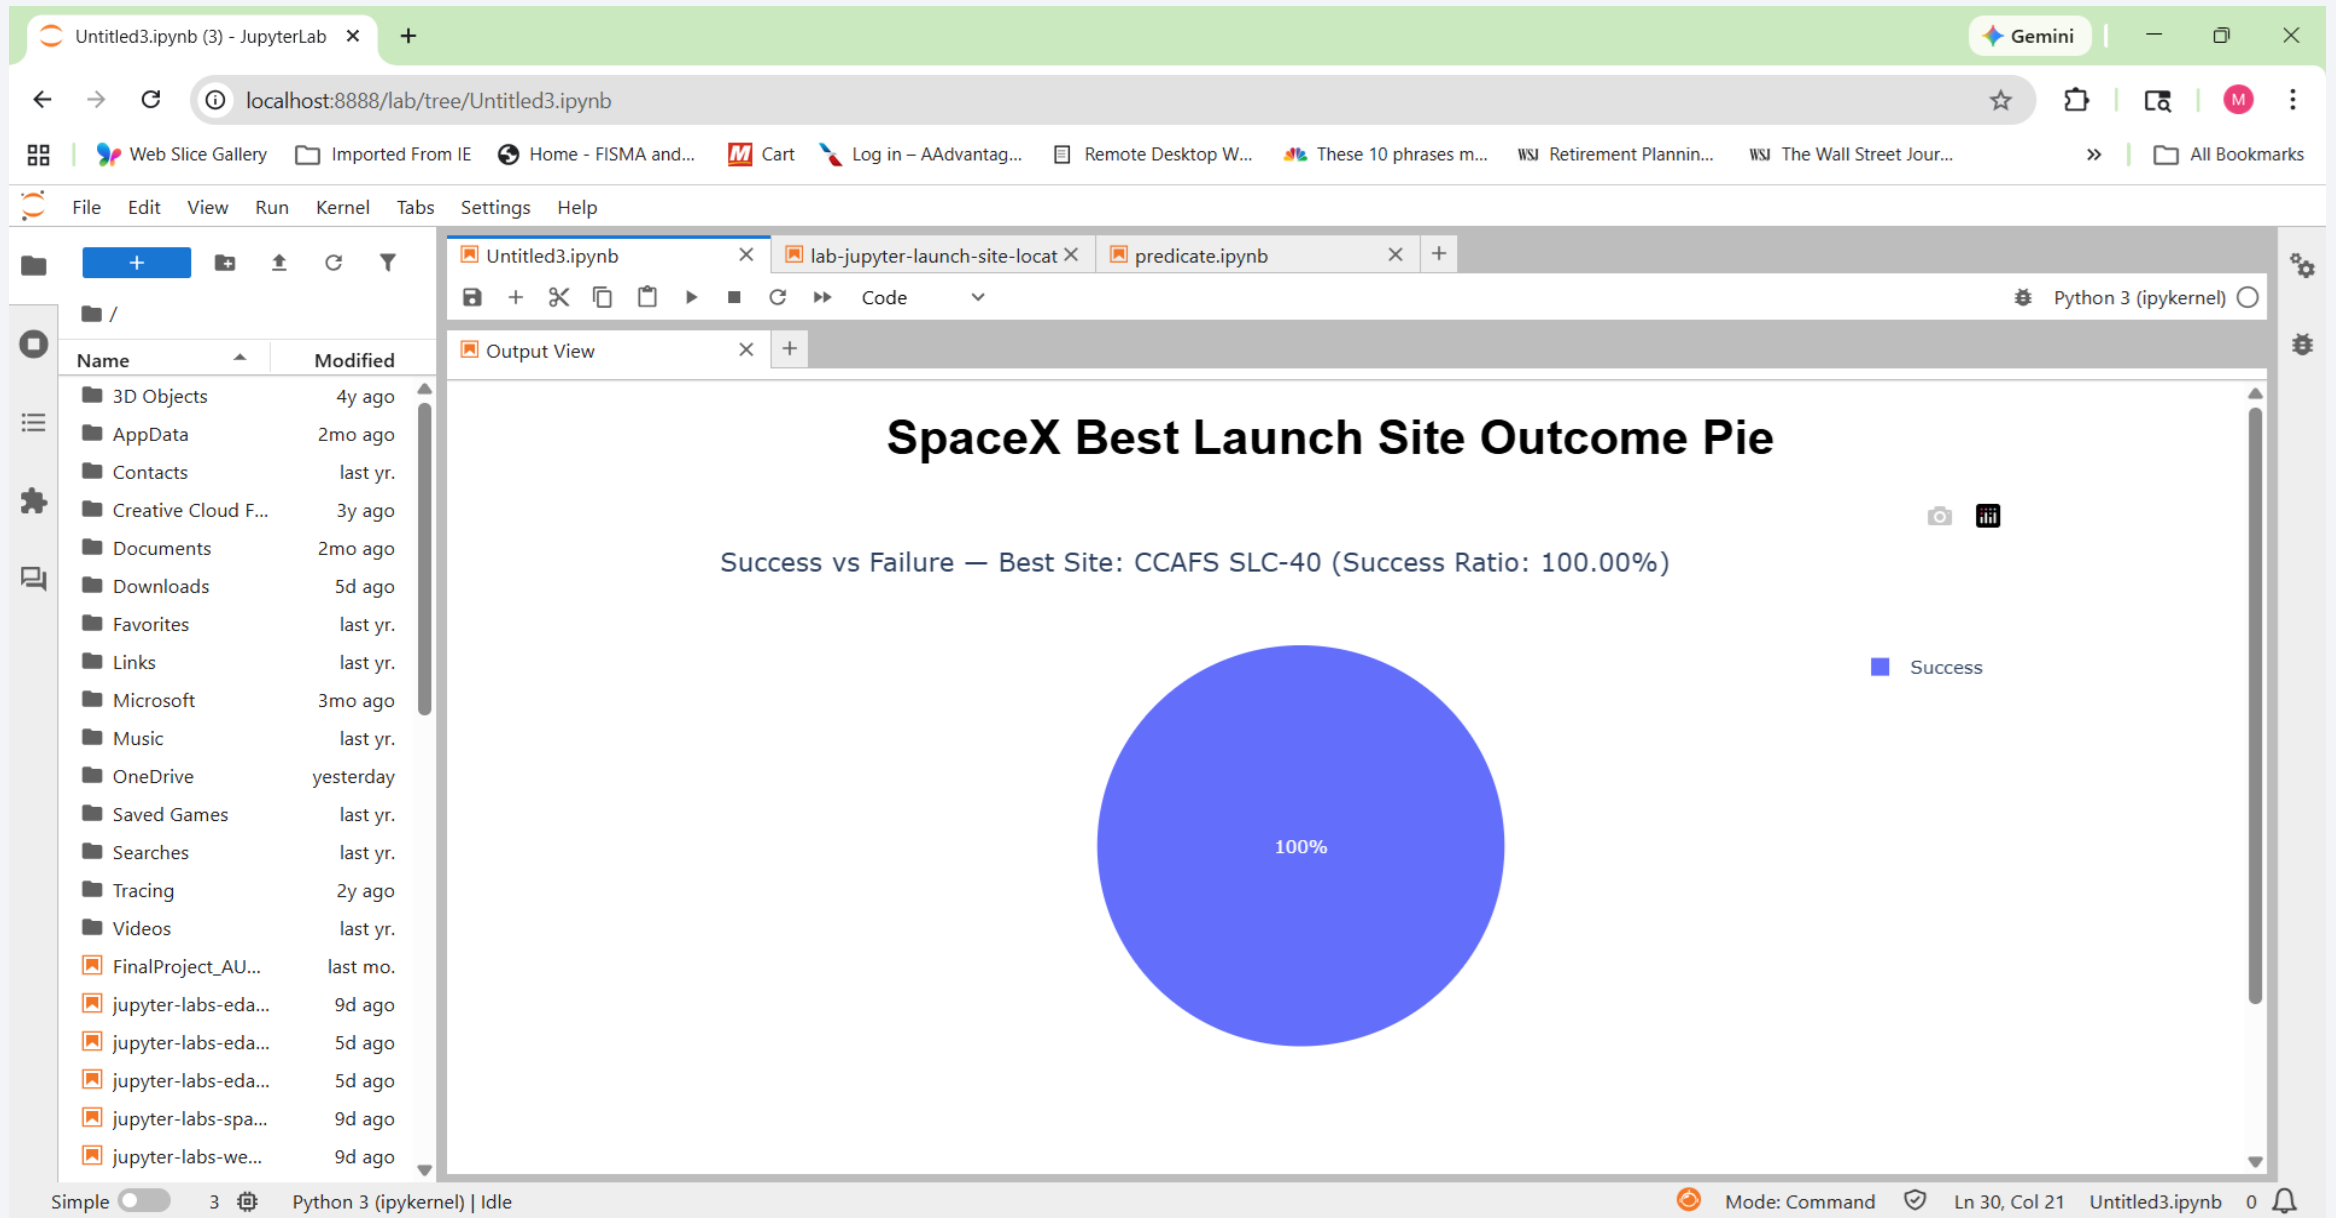 Untitled3.ipynb (3) - JupyterLab
Gemini
localhost:8888/lab/tree/Untitled3.ipynb
M
Web Slice Gallery
Imported From IE
Home - FISMA and...
M Cart
Log in – AAdvantag...
Remote Desktop W...
These 10 phrases m...
WSJ Retirement Plannin...
WSJ The Wall Street Jour...
All Bookmarks
File Edit View Run Kernel Tabs Settings Help
Untitled3.ipynb
lab-jupyter-launch-site-locat
predicate.ipynb
Code
Python 3 (ipykernel)
/
Output View
Name Modified
3D Objects 4y ago
AppData 2mo ago
Contacts last yr.
Creative Cloud F... 3y ago
Documents 2mo ago
Downloads 5d ago
Favorites last yr.
Links last yr.
Microsoft 3mo ago
Music last yr.
OneDrive yesterday
Saved Games last yr.
Searches last yr.
Tracing 2y ago
Videos last yr.
FinalProject_AU... last mo.
jupyter-labs-eda... 9d ago
jupyter-labs-eda... 5d ago
jupyter-labs-eda... 5d ago
jupyter-labs-spa... 9d ago
jupyter-labs-we... 9d ago
SpaceX Best Launch Site Outcome Pie
Success vs Failure — Best Site: CCAFS SLC-40 (Success Ratio: 100.00%)
Success
100%
Simple
3
Python 3 (ipykernel) | Idle
Mode: Command
Ln 30, Col 21
Untitled3.ipynb
0